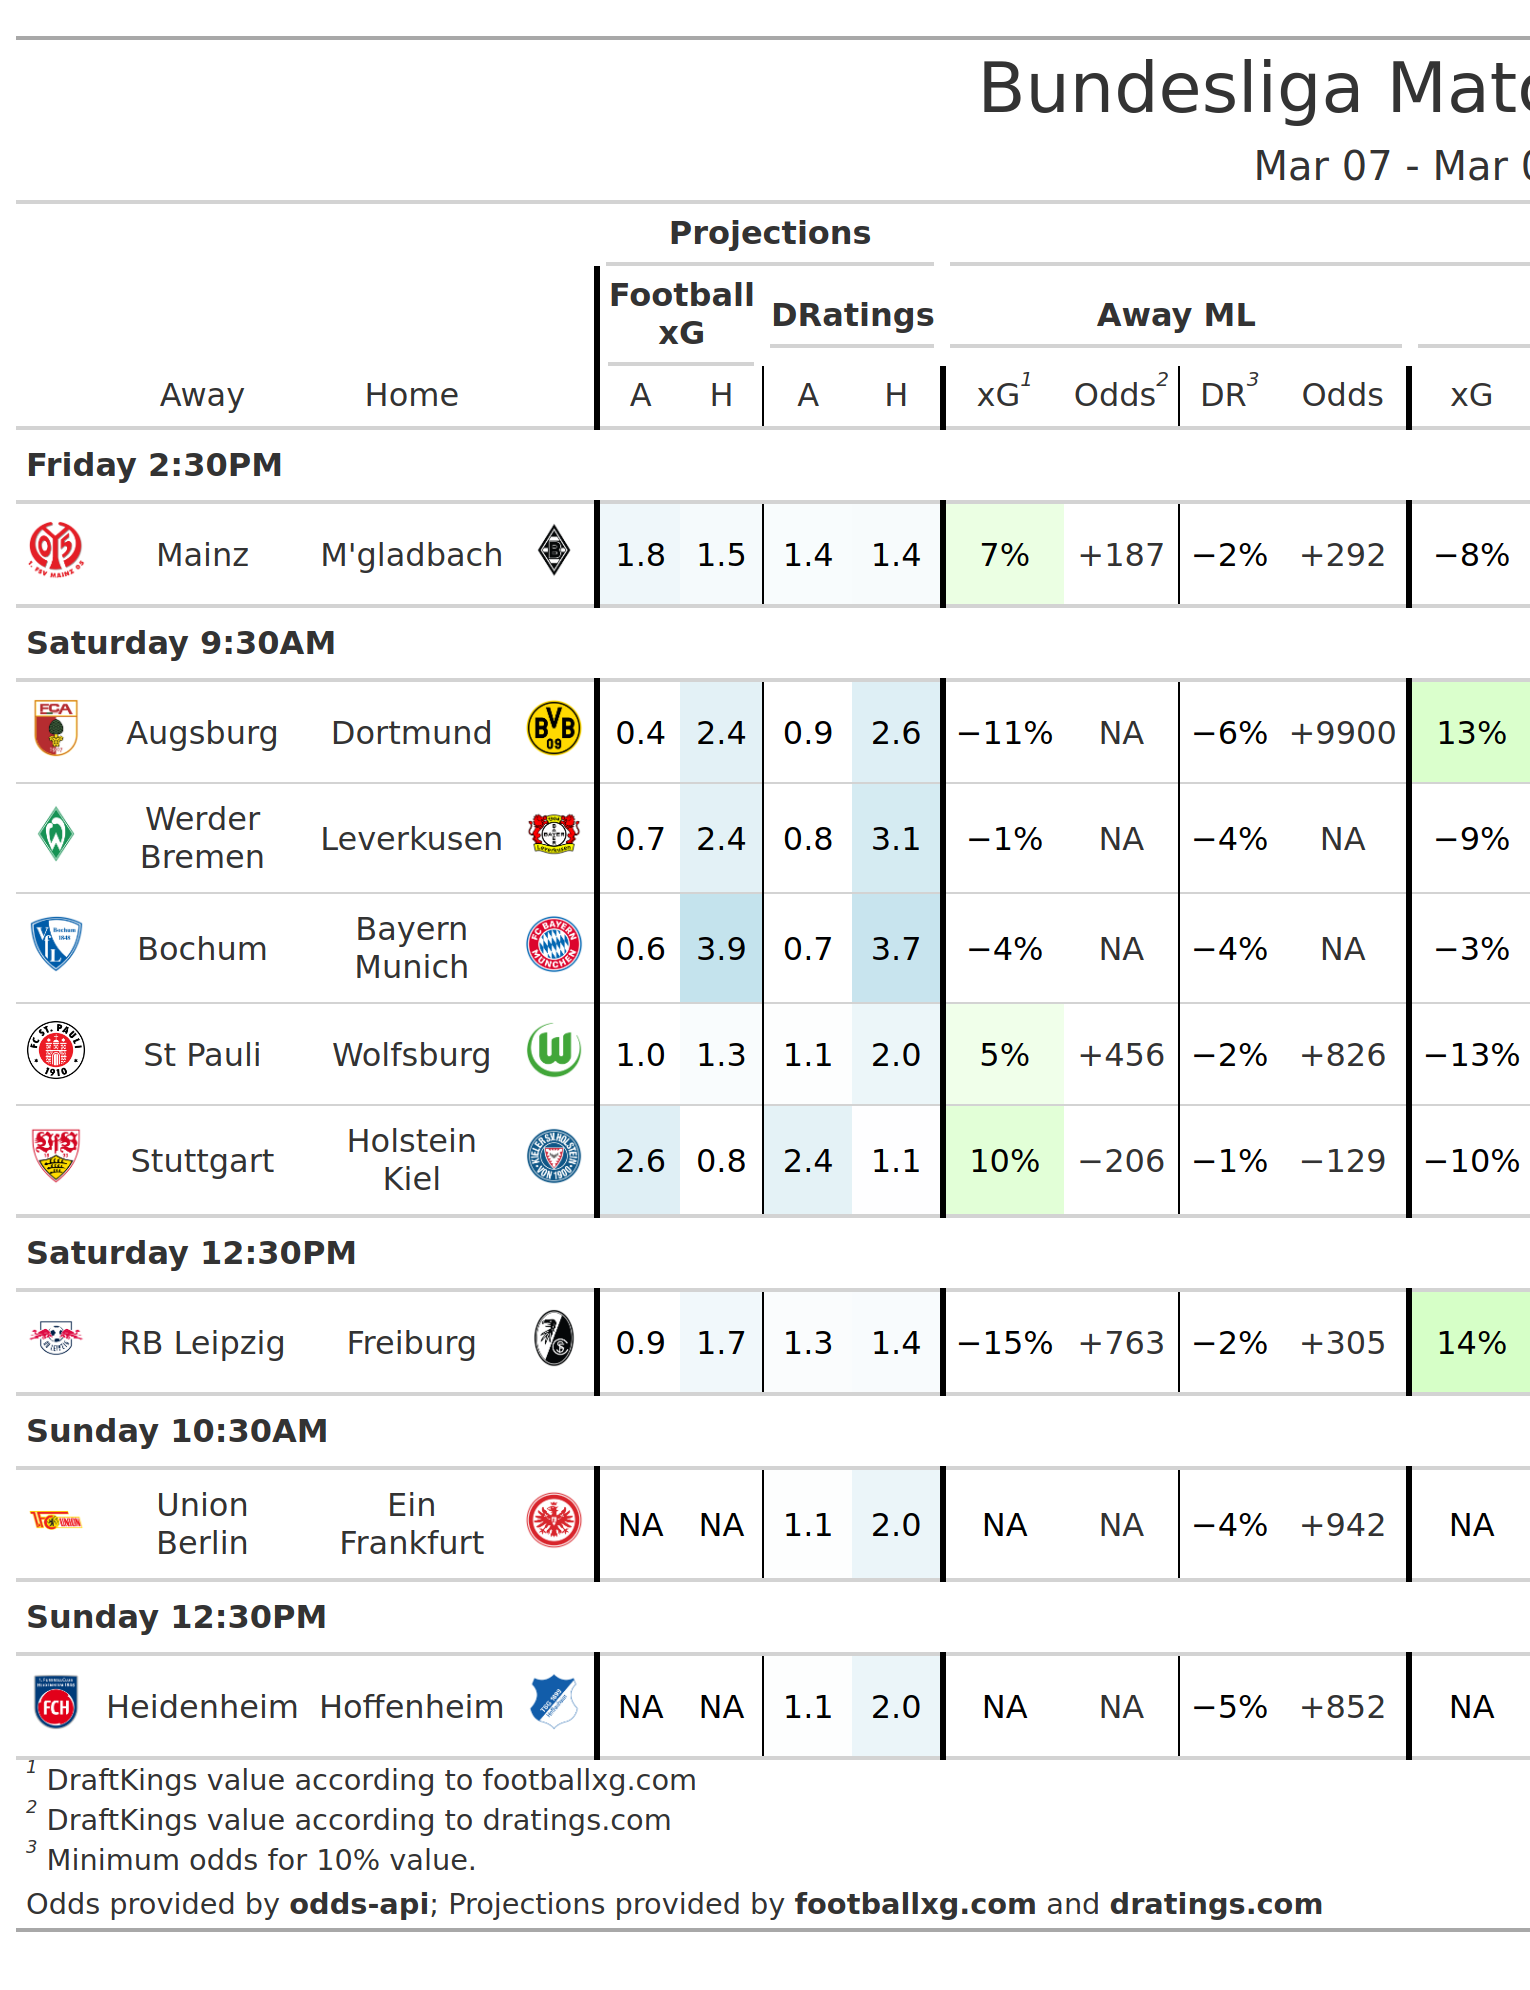 Bundesliga Matc
Mar 07 - Mar 0
Projections
Football xG DRatings Away ML
Away Home A H A H xG1 Odds2 DR3 Odds xG
Friday 2:30PM
Mainz M'gladbach 1.8 1.5 1.4 1.4 7% +187 −2% +292 −8%
Saturday 9:30AM
Augsburg Dortmund 0.4 2.4 0.9 2.6 −11% NA −6% +9900 13%
Werder Bremen Leverkusen 0.7 2.4 0.8 3.1 −1% NA −4% NA −9%
Bochum Bayern Munich 0.6 3.9 0.7 3.7 −4% NA −4% NA −3%
St Pauli Wolfsburg 1.0 1.3 1.1 2.0 5% +456 −2% +826 −13%
Stuttgart Holstein Kiel 2.6 0.8 2.4 1.1 10% −206 −1% −129 −10%
Saturday 12:30PM
RB Leipzig Freiburg 0.9 1.7 1.3 1.4 −15% +763 −2% +305 14%
Sunday 10:30AM
Union Berlin Ein Frankfurt NA NA 1.1 2.0 NA NA −4% +942 NA
Sunday 12:30PM
Heidenheim Hoffenheim NA NA 1.1 2.0 NA NA −5% +852 NA
1 DraftKings value according to footballxg.com
2 DraftKings value according to dratings.com
3 Minimum odds for 10% value.
Odds provided by odds-api; Projections provided by footballxg.com and dratings.com